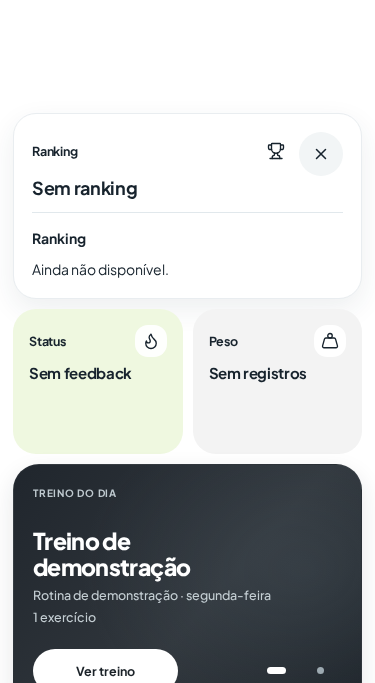 Ranking
Sem ranking
Ranking
Ainda não disponível.
Status
Sem feedback
Peso
Sem registros
TREINO DO DIA
Treino de
demonstração
Rotina de demonstração · segunda-feira
1 exercício
Ver treino